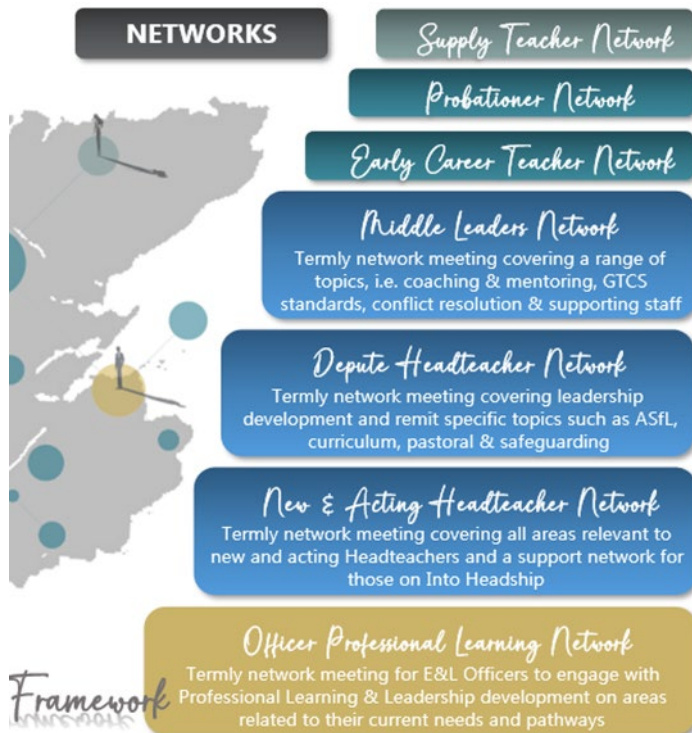 NETWORKS
Supply Teacher Network
Probationer Network
Early Career Teacher Network
Middle Leaders Network
Termly network meeting covering a range of
topics, i.e. coaching & mentoring, GTCS
standards, conflict resolution & supporting staff
Depute Headteacher Network
Termly network meeting covering leadership
development and remit specific topics such as ASfL,
curriculum, pastoral & safeguarding
New & Acting Headteacher Network
Termly network meeting covering all areas relevant to
new and acting Headteachers and a support network for
those on Into Headship
Officer Professional Learning Network
Termly network meeting for E&L Officers to engage with
Professional Learning & Leadership development on areas
related to their current needs and pathways
Framework